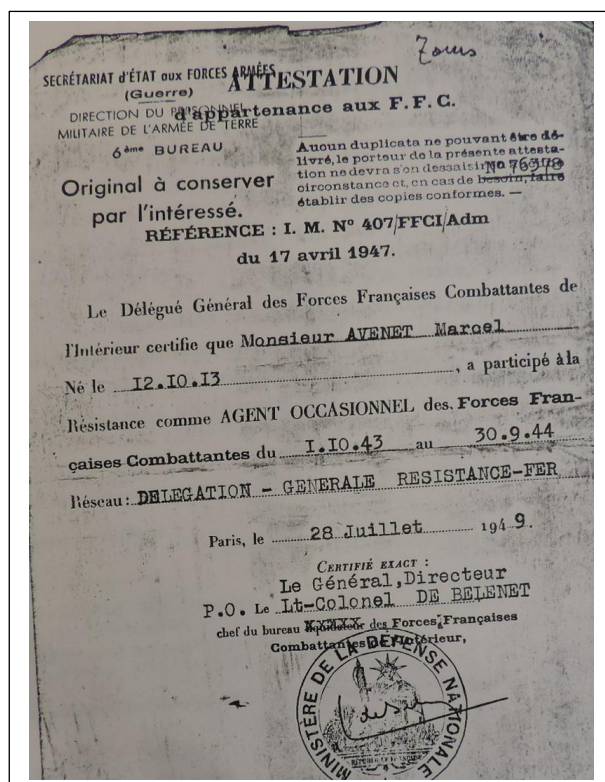 Tours
SECRÉTARIAT d'ÉTAT aux FORCES ARMÉES
(Guerre)
ATTESTATION
DIRECTION DU PERSONNEL
d'appartenance aux F.F.C.
MILITAIRE DE L'ARMÉE DE TERRE
6ème BUREAU
Aucun duplicata ne pouvant être dé-
livré, le porteur de la présente attesta-
tion ne devra s'en dessaisir
No 76378
circonstance et, en cas de besoin, faire
établir des copies conformes. —
Original à conserver
par l'intéressé.
RÉFÉRENCE : I. M. N° 407/FFCI/Adm
du 17 avril 1947.
Le Délégué Général des Forces Françaises Combattantes de
l'Intérieur certifie que Monsieur AVENET Marcel
Né le 12.10.13, a participé à la
Résistance comme AGENT OCCASIONNEL des Forces Fran-
çaises Combattantes du I.10.43 au 30.9.44
Réseau: DELEGATION - GENERALE RESISTANCE-FER
Paris, le 28 Juillet 1949.
CERTIFIÉ EXACT :
Le Général, Directeur
P.O. Le Lt-Colonel DE BELENET
chef du bureau des Forces Françaises
Combattantes de l'Intérieur,
MINISTÈRE DE LA DÉFENSE NATIONALE